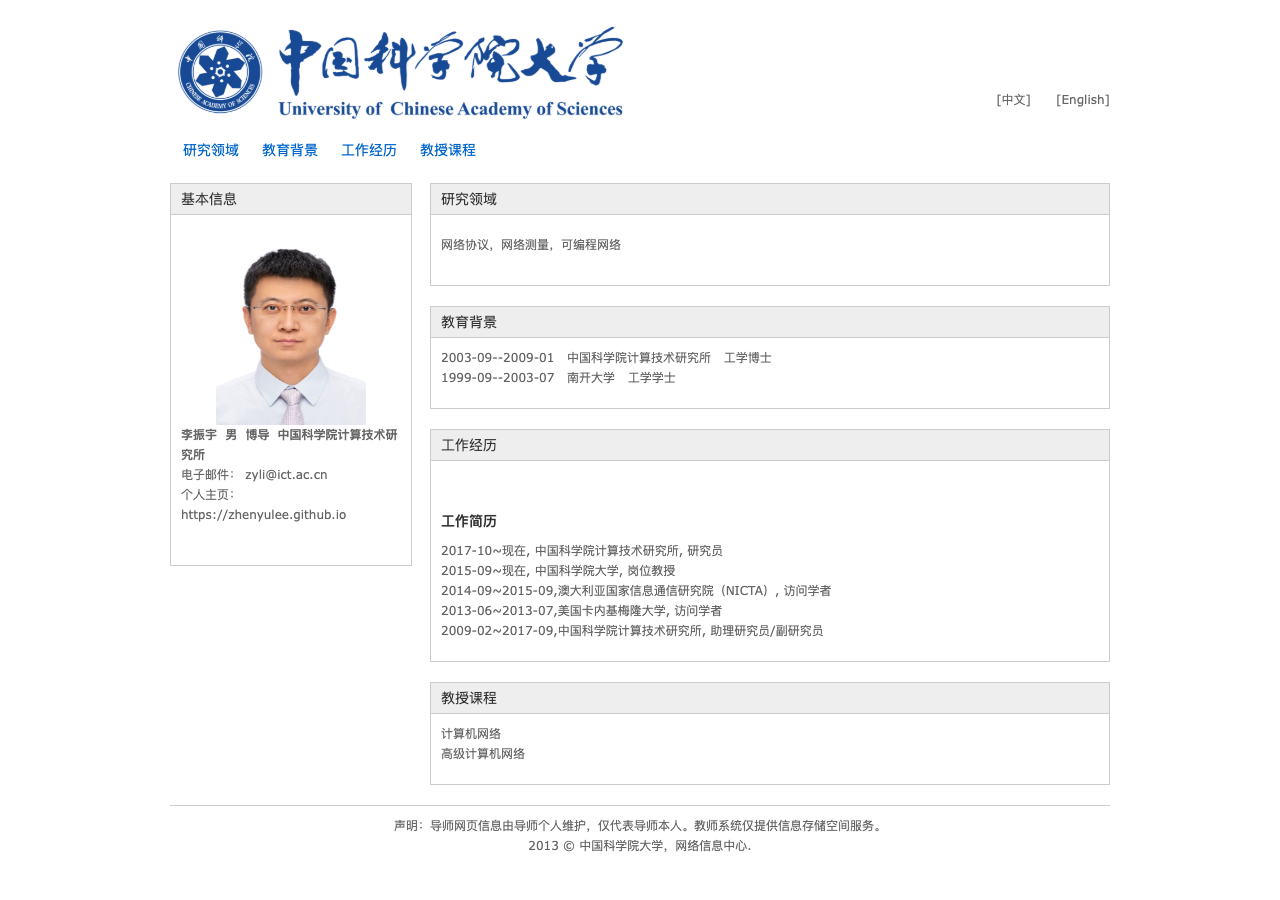 中国科学院
CHINESE ACADEMY OF SCIENCES
中国科学院大学
University of Chinese Academy of Sciences
[中文] [English]
研究领域 教育背景 工作经历 教授课程
基本信息
李振宇 男 博导 中国科学院计算技术研
究所
电子邮件： zyli@ict.ac.cn
个人主页：
https://zhenyulee.github.io
研究领域
网络协议，网络测量，可编程网络
教育背景
2003-09--2009-01 中国科学院计算技术研究所 工学博士
1999-09--2003-07 南开大学 工学学士
工作经历
工作简历
2017-10~现在, 中国科学院计算技术研究所, 研究员
2015-09~现在, 中国科学院大学, 岗位教授
2014-09~2015-09,澳大利亚国家信息通信研究院（NICTA）, 访问学者
2013-06~2013-07,美国卡内基梅隆大学, 访问学者
2009-02~2017-09,中国科学院计算技术研究所, 助理研究员/副研究员
教授课程
计算机网络
高级计算机网络
声明：导师网页信息由导师个人维护，仅代表导师本人。教师系统仅提供信息存储空间服务。
2013 © 中国科学院大学，网络信息中心.